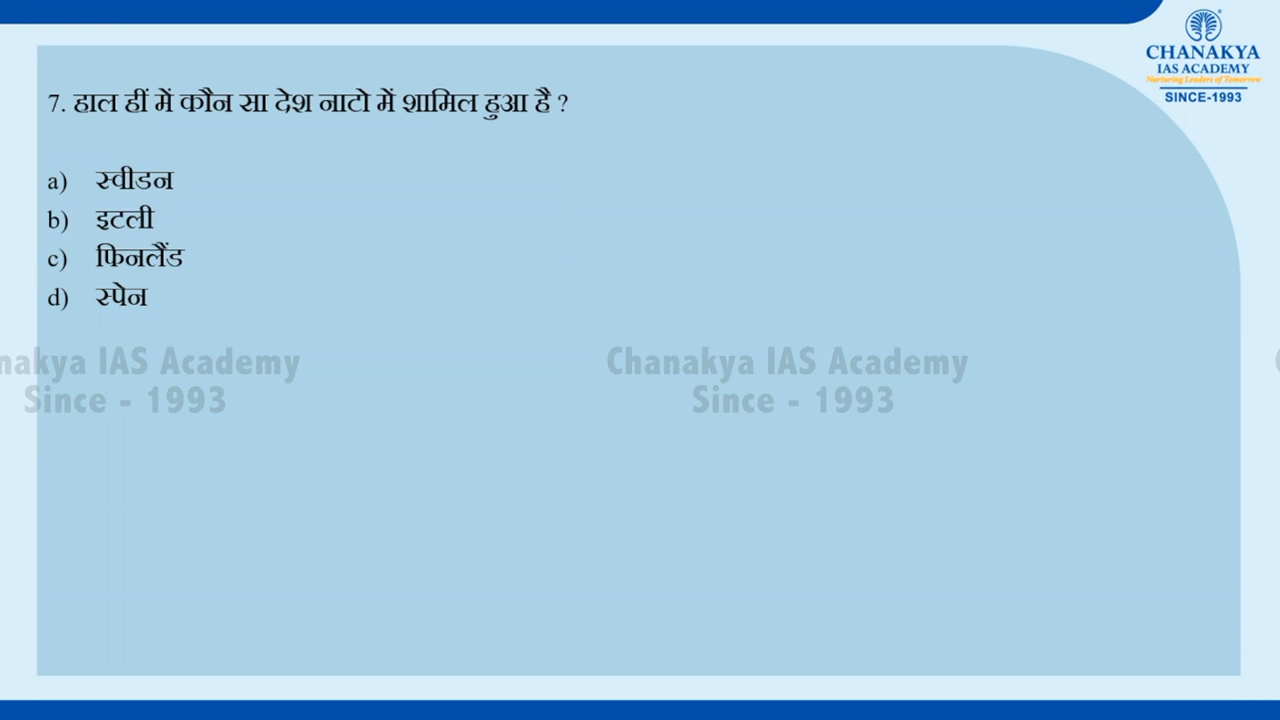 CHANAKYA
IAS ACADEMY
Nurturing Leaders of Tomorrow
SINCE-1993
7. हाल हीं में कौन सा देश नाटो में शामिल हुआ है ?
a) स्वीडन
b) इटली
c) फिनलैंड
d) स्पेन
nakya IAS Academy
Since - 1993
Chanakya IAS Academy
Since - 1993